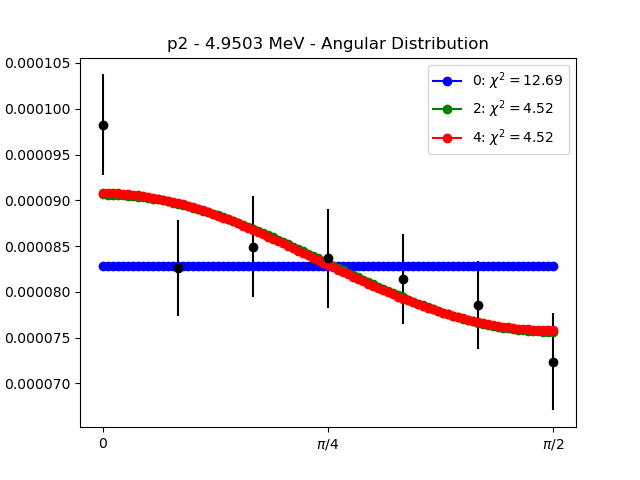 p2 - 4.9503 MeV - Angular Distribution
0.000105
0.000100
0.000095
0.000090
0.000085
0.000080
0.000075
0.000070
0: χ² = 12.69
2: χ² = 4.52
4: χ² = 4.52
0
π/4
π/2